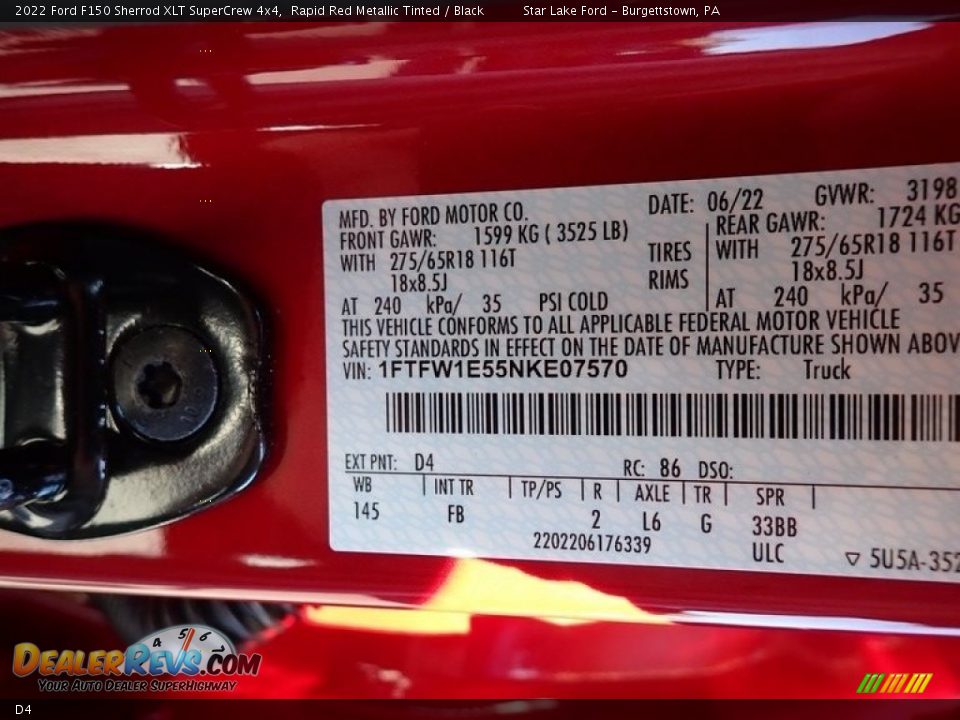 2022 Ford F150 Sherrod XLT SuperCrew 4x4, Rapid Red Metallic Tinted / Black Star Lake Ford - Burgettstown, PA
MFD. BY FORD MOTOR CO. DATE: 06/22 GVWR: 3198
FRONT GAWR: 1599 KG ( 3525 LB) REAR GAWR: 1724 KG
WITH 275/65R18 116T TIRES WITH 275/65R18 116T
18x8.5J RIMS 18x8.5J
AT 240 kPa/ 35 PSI COLD AT 240 kPa/ 35
THIS VEHICLE CONFORMS TO ALL APPLICABLE FEDERAL MOTOR VEHICLE
SAFETY STANDARDS IN EFFECT ON THE DATE OF MANUFACTURE SHOWN ABOV
VIN: 1FTFW1E55NKE07570 TYPE: Truck
EXT PNT: D4 RC: 86 DSO:
WB INT TR TP/PS R AXLE TR SPR
145 FB 2 L6 G 33BB
2202206176339 ULC ▽ 5U5A-352
4 5 6
DEALERREVS.COM
Your Auto Dealer SuperHighway
D4